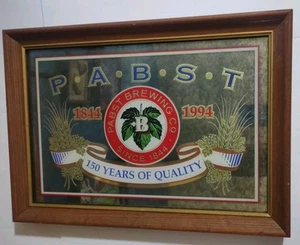 P·A·B·S·T
1844 1994
PABST BREWING CO.
B
SINCE 1844
150 YEARS OF QUALITY